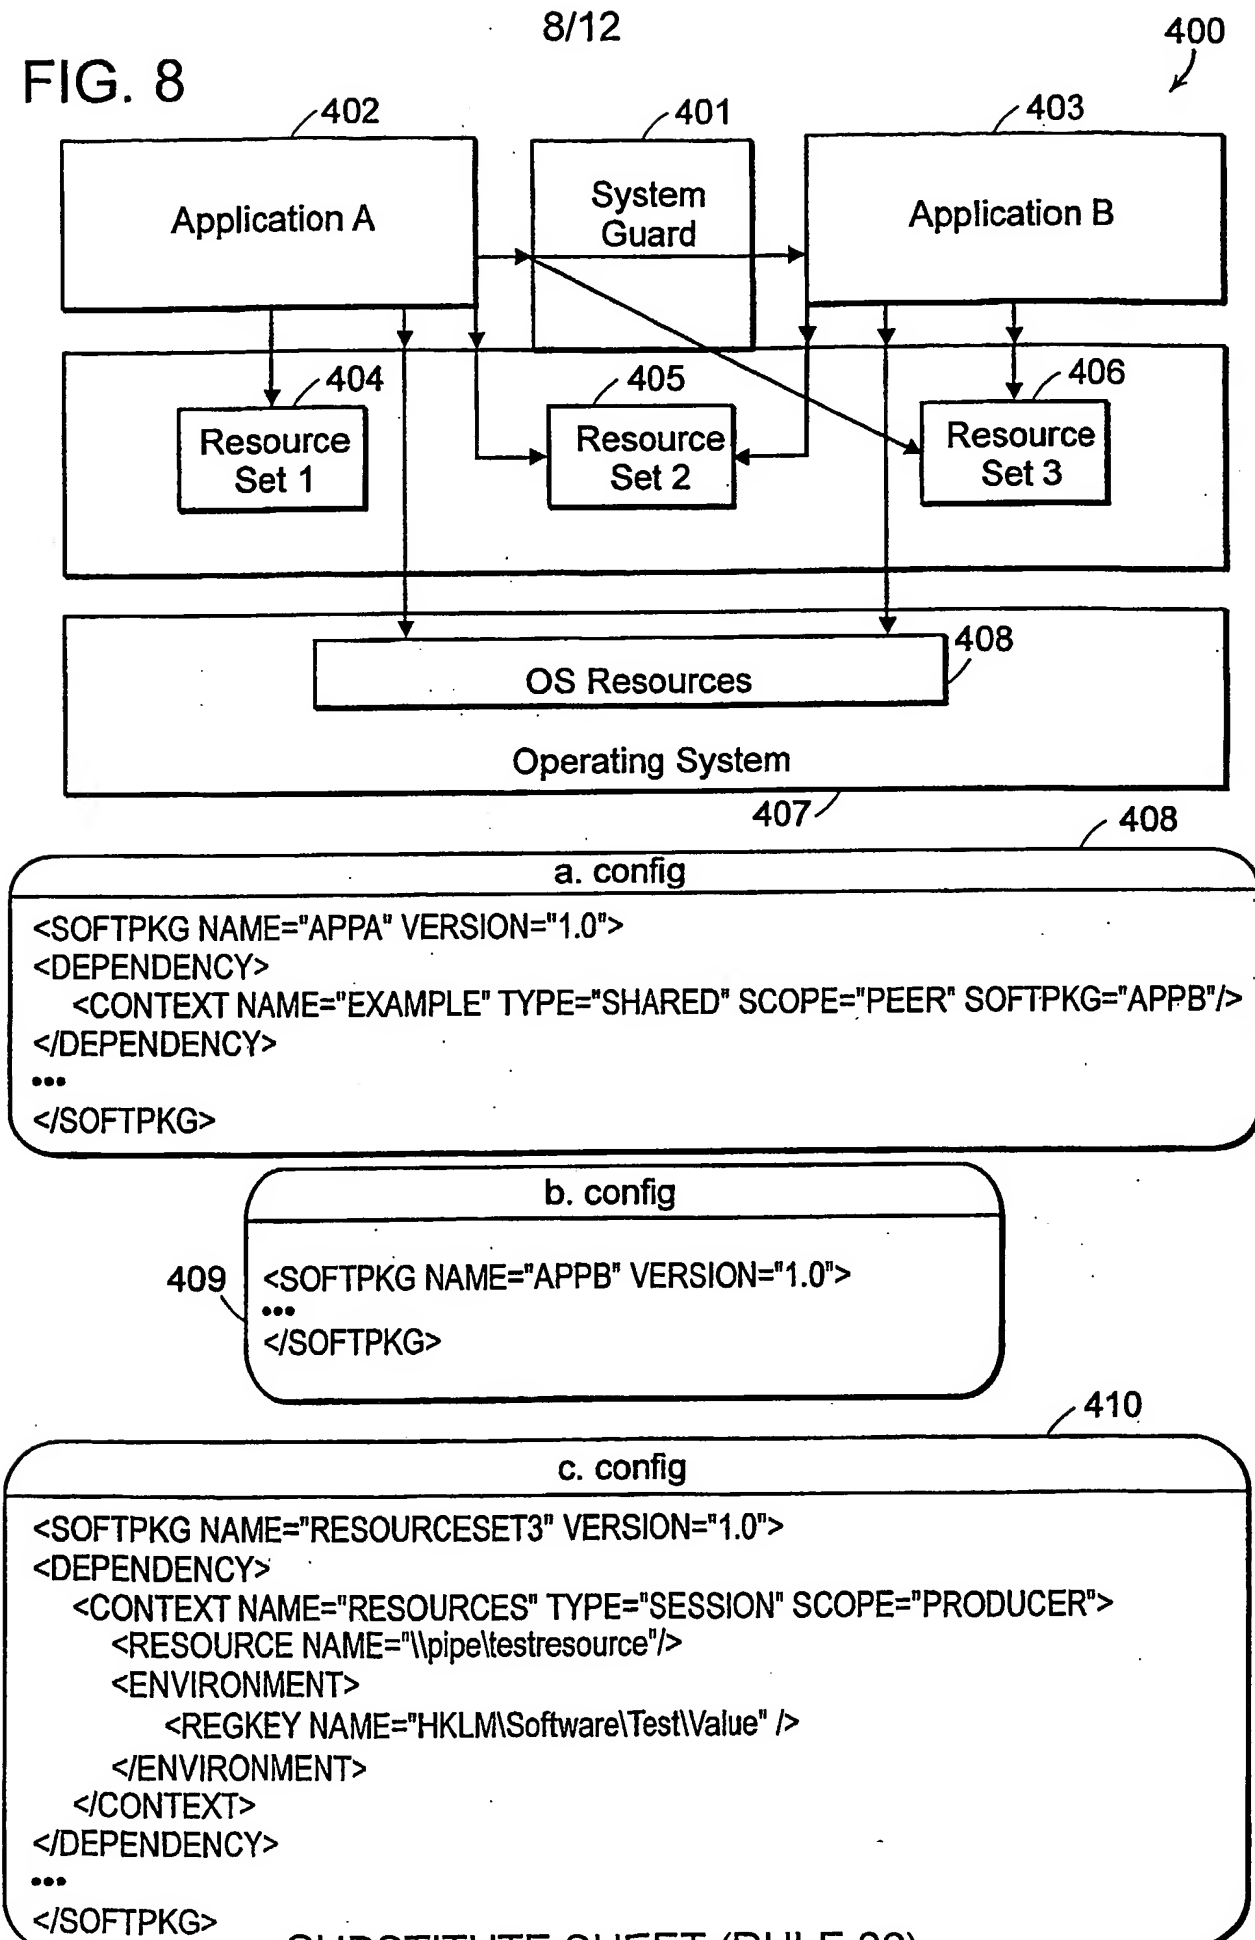 8/12
400
FIG. 8
402
401
403
Application A
System
Guard
Application B
404
405
406
Resource
Set 1
Resource
Set 2
Resource
Set 3
408
OS Resources
Operating System
407
408
a. config
<SOFTPKG NAME="APPA" VERSION="1.0">
<DEPENDENCY>
<CONTEXT NAME="EXAMPLE" TYPE="SHARED" SCOPE="PEER" SOFTPKG="APPB"/>
</DEPENDENCY>
•••
</SOFTPKG>
b. config
409
<SOFTPKG NAME="APPB" VERSION="1.0">
•••
</SOFTPKG>
410
c. config
<SOFTPKG NAME="RESOURCESET3" VERSION="1.0">
<DEPENDENCY>
<CONTEXT NAME="RESOURCES" TYPE="SESSION" SCOPE="PRODUCER">
<RESOURCE NAME="\\pipe\testresource"/>
<ENVIRONMENT>
<REGKEY NAME="HKLM\Software\Test\Value" />
</ENVIRONMENT>
</CONTEXT>
</DEPENDENCY>
•••
</SOFTPKG>
SUBSTITUTE SHEET (RULE